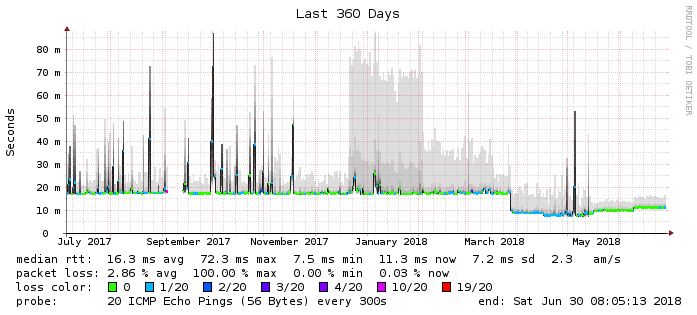 Last 360 Days
RRDTOOL / TOBI OETIKER
Seconds
80 m
70 m
60 m
50 m
40 m
30 m
20 m
10 m
0
July 2017 September 2017 November 2017 January 2018 March 2018 May 2018
median rtt: 16.3 ms avg 72.3 ms max 7.5 ms min 11.3 ms now 7.2 ms sd 2.3 am/s
packet loss: 2.86 % avg 100.00 % max 0.00 % min 0.03 % now
loss color: 0 1/20 2/20 3/20 4/20 10/20 19/20
probe: 20 ICMP Echo Pings (56 Bytes) every 300s end: Sat Jun 30 08:05:13 2018